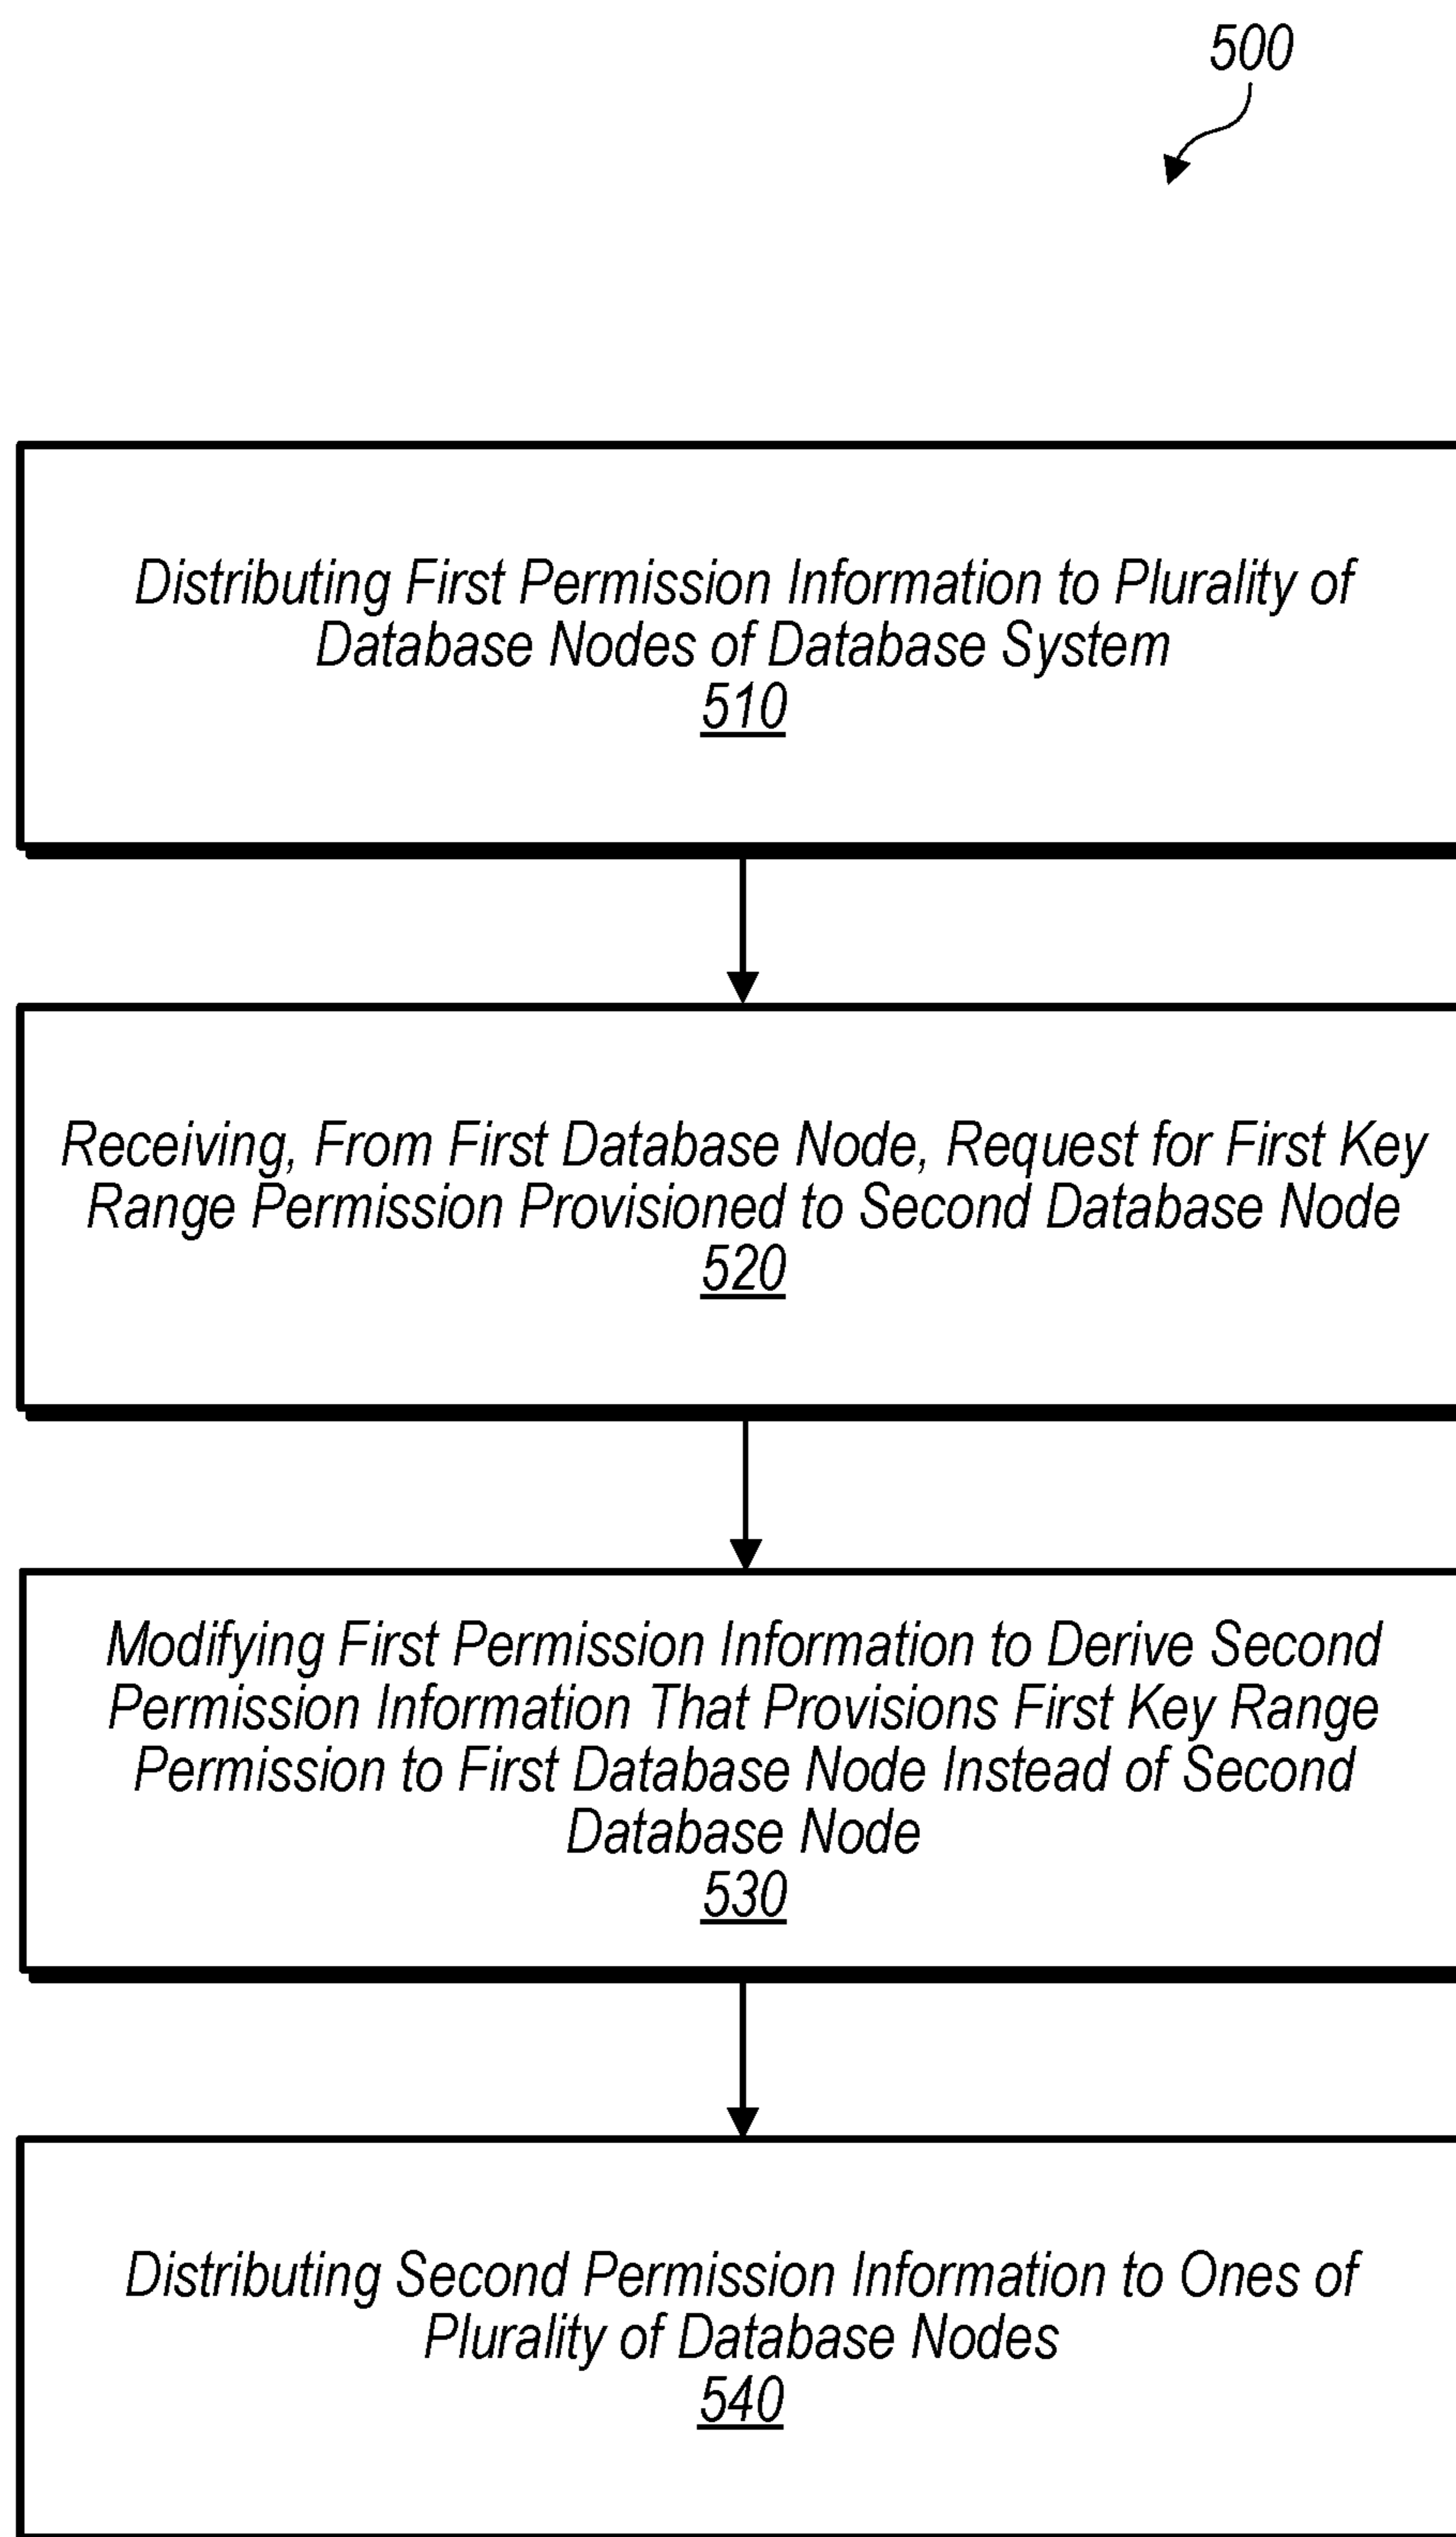 500
Distributing First Permission Information to Plurality of
Database Nodes of Database System
510
Receiving, From First Database Node, Request for First Key
Range Permission Provisioned to Second Database Node
520
Modifying First Permission Information to Derive Second
Permission Information That Provisions First Key Range
Permission to First Database Node Instead of Second
Database Node
530
Distributing Second Permission Information to Ones of
Plurality of Database Nodes
540